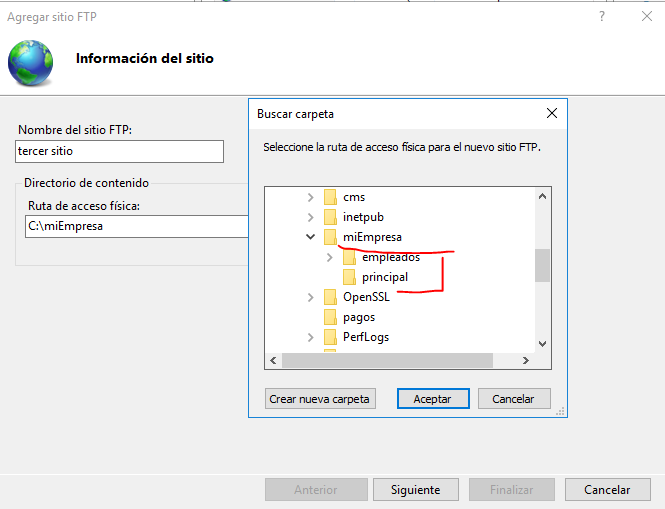 Agregar sitio FTP
Información del sitio
Nombre del sitio FTP:
tercer sitio
Directorio de contenido
Ruta de acceso física:
C:\miEmpresa
Buscar carpeta
Seleccione la ruta de acceso física para el nuevo sitio FTP.
cms
inetpub
miEmpresa
empleados
principal
OpenSSL
pagos
PerfLogs
Crear nueva carpeta
Aceptar
Cancelar
Anterior
Siguiente
Finalizar
Cancelar